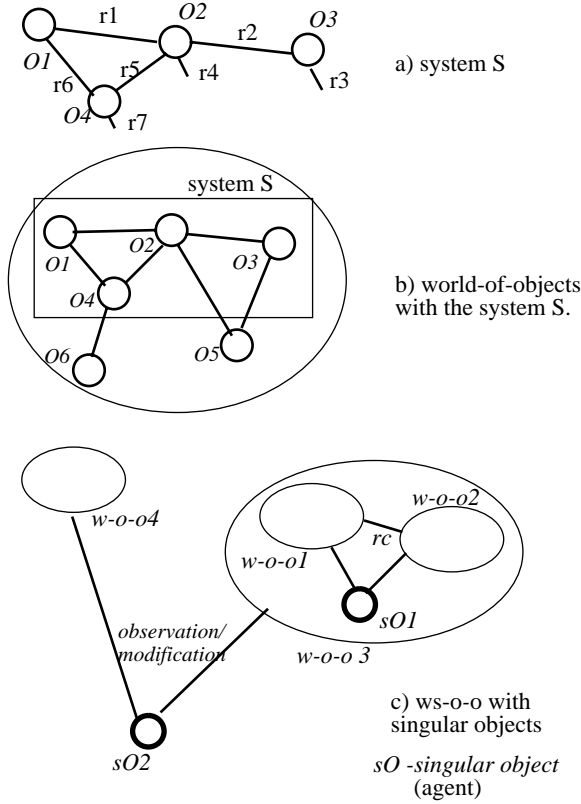 r1
O2
O3
r2
O1
r6
r5
r4
r3
O4
r7
a) system S
system S
O1
O2
O3
O4
O5
O6
b) world-of-objects
with the system S.
w-o-o4
w-o-o2
rc
w-o-o1
sO1
observation/
modification
w-o-o 3
sO2
c) ws-o-o with
singular objects
sO -singular object
(agent)